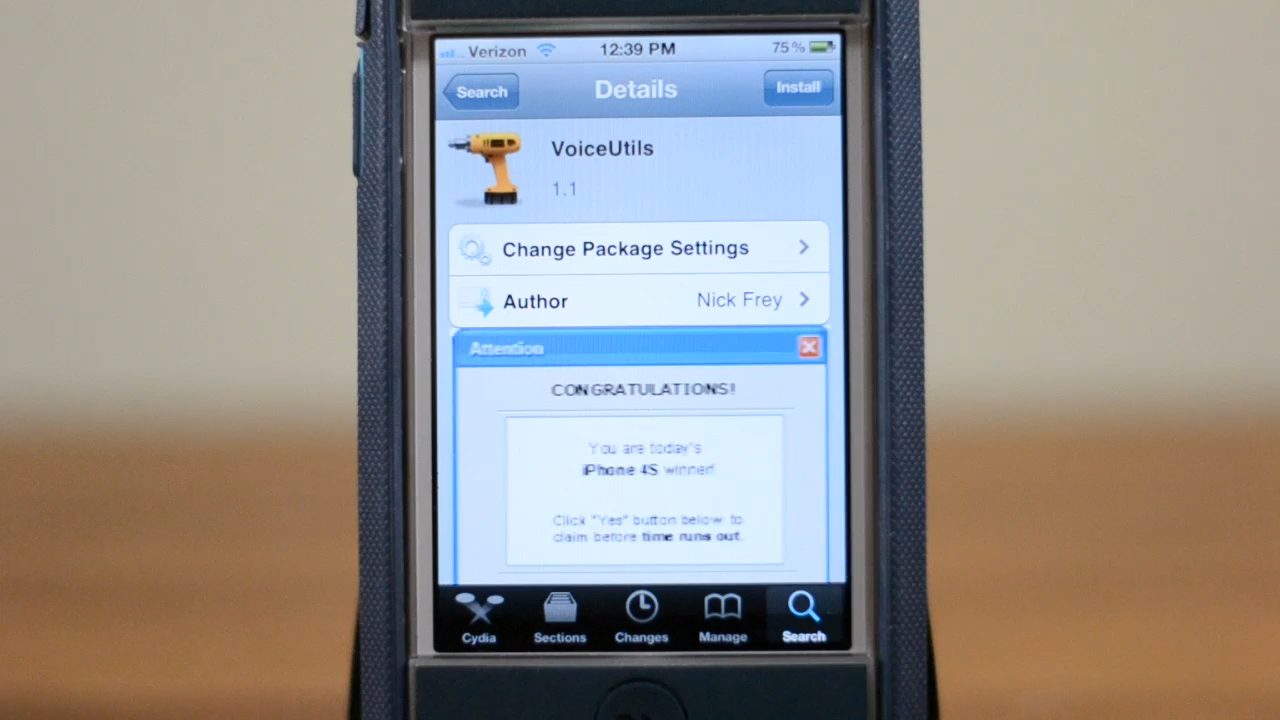 Verizon 12:39 PM 75%
Search Details Install
VoiceUtils
1.1
Change Package Settings
Author Nick Frey
Attention
CONGRATULATIONS!
You are today's
iPhone 4S winner!
Click "Yes" button below to
claim before time runs out.
Cydia Sections Changes Manage Search